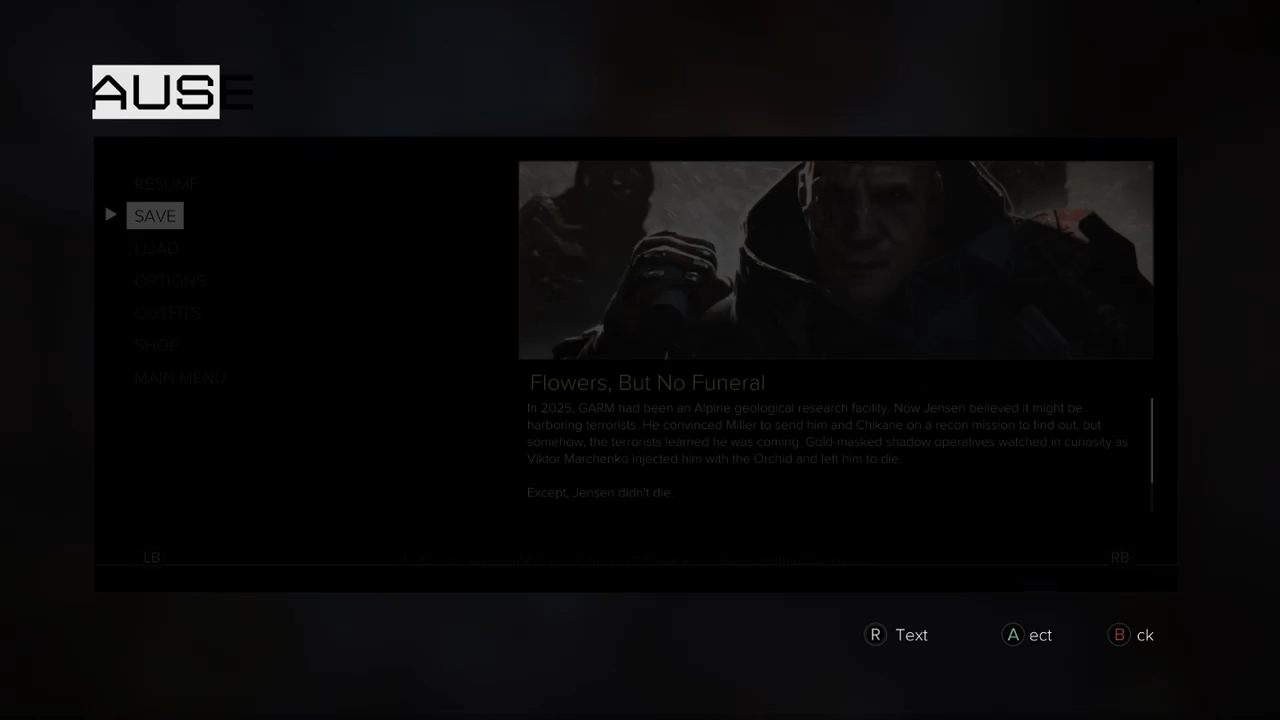 AUSE
RESUME
SAVE
LOAD
OPTIONS
OUTFITS
SHOP
MAIN MENU
Flowers, But No Funeral
In 2025, GARM had been an Alpine geological research facility. Now Jensen believed it might be
harboring terrorists. He convinced Miller to send him and Chikane on a recon mission to find out, but
somehow, the terrorists learned he was coming. Gold-masked shadow operatives watched in curiosity as
Viktor Marchenko injected him with the Orchid and left him to die.
Except, Jensen didn't die.
LB
RB
R Text
A ect
B ck